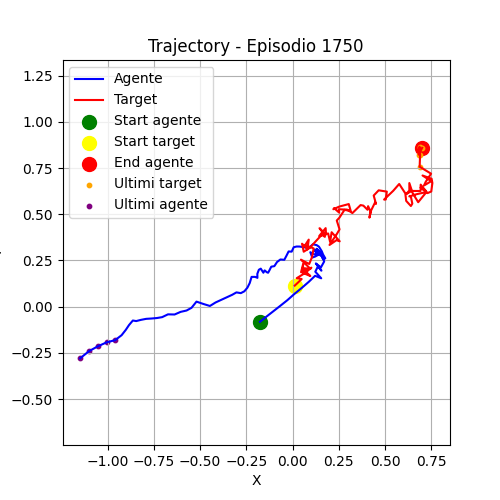 Trajectory - Episodio 1750
Agente
Target
Start agente
Start target
End agente
Ultimi target
Ultimi agente
1.25
1.00
0.75
0.50
0.25
0.00
−0.25
−0.50
−1.00 −0.75 −0.50 −0.25 0.00 0.25 0.50 0.75
X